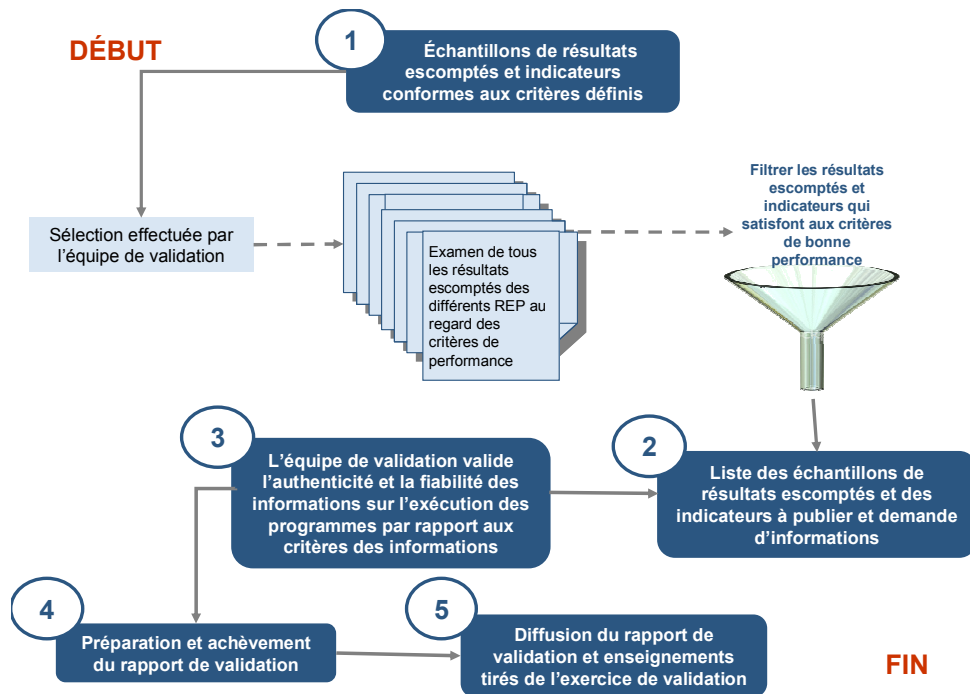 DÉBUT
1
Échantillons de résultats
escomptés et indicateurs
conformes aux critères définis
Sélection effectuée par
l'équipe de validation
Examen de tous
les résultats
escomptés des
différents REP au
regard des
critères de
performance
Filtrer les résultats
escomptés et
indicateurs qui
satisfont aux critères
de bonne
performance
2
Liste des échantillons de
résultats escomptés et des
indicateurs à publier et demande
d'informations
3
L'équipe de validation valide
l'authenticité et la fiabilité des
informations sur l'exécution des
programmes par rapport aux
critères des informations
4
Préparation et achèvement
du rapport de validation
5
Diffusion du rapport de
validation et enseignements
tirés de l'exercice de validation
FIN